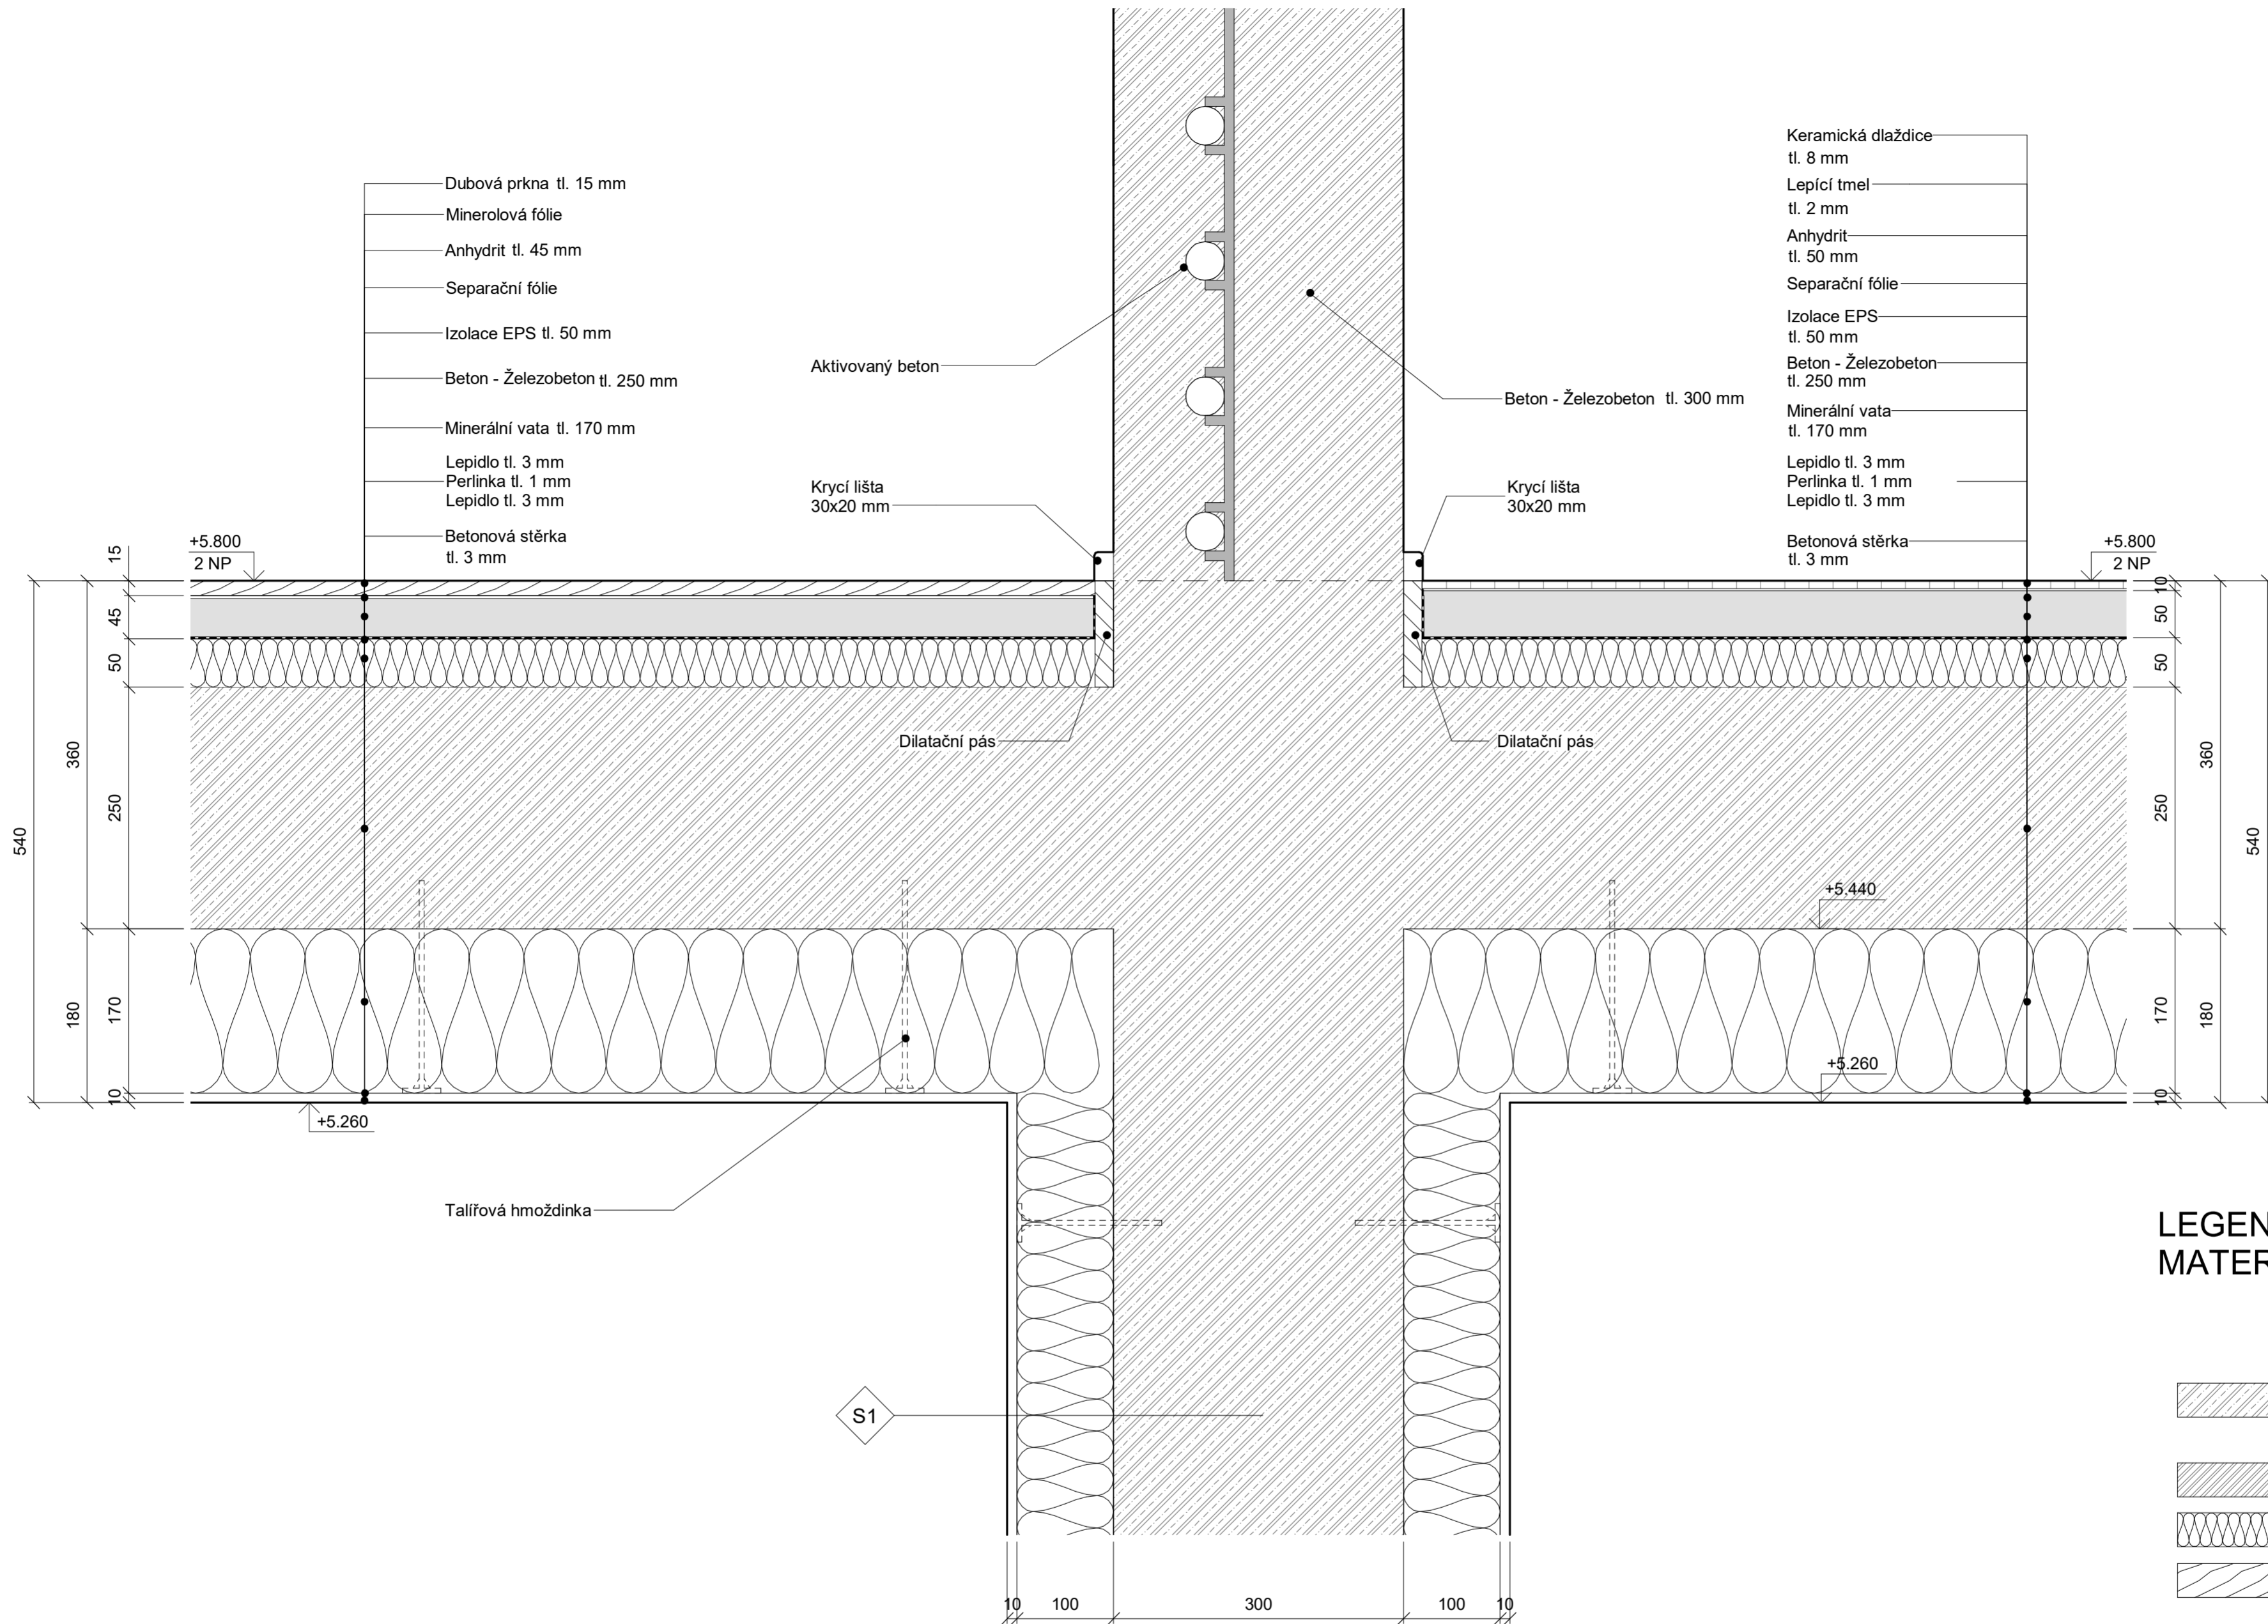 Dubová prkna tl. 15 mm
Minerolová fólie
Anhydrit tl. 45 mm
Separační fólie
Izolace EPS tl. 50 mm
Beton - Železobeton tl. 250 mm
Minerální vata tl. 170 mm
Lepidlo tl. 3 mm
Perlinka tl. 1 mm
Lepidlo tl. 3 mm
Betonová stěrka
tl. 3 mm
+5.800
2 NP
Aktivovaný beton
Krycí lišta
30x20 mm
Beton - Železobeton tl. 300 mm
Krycí lišta
30x20 mm
Keramická dlaždice
tl. 8 mm
Lepící tmel
tl. 2 mm
Anhydrit
tl. 50 mm
Separační fólie
Izolace EPS
tl. 50 mm
Beton - Železobeton
tl. 250 mm
Minerální vata
tl. 170 mm
Lepidlo tl. 3 mm
Perlinka tl. 1 mm
Lepidlo tl. 3 mm
Betonová stěrka
tl. 3 mm
+5.800
2 NP
15
45
50
250
170
10
360
180
540
10
50
50
250
170
10
360
180
540
Dilatační pás
Dilatační pás
+5.440
+5.260
+5.260
Talířová hmoždinka
S1
LEGEN
MATER
10
100
300
100
10